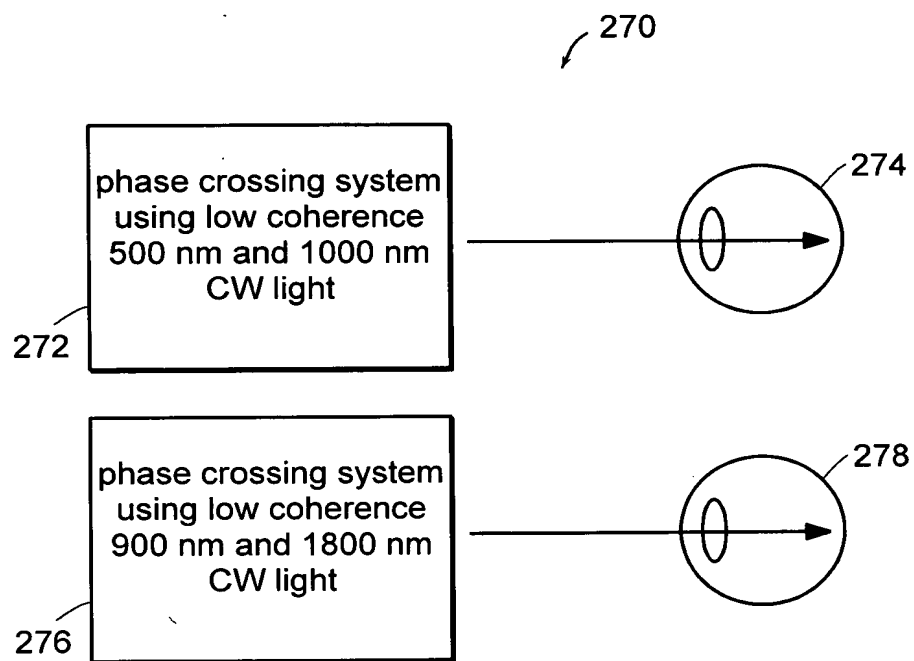 270
phase crossing system
using low coherence
500 nm and 1000 nm
CW light
272
274
phase crossing system
using low coherence
900 nm and 1800 nm
CW light
276
278